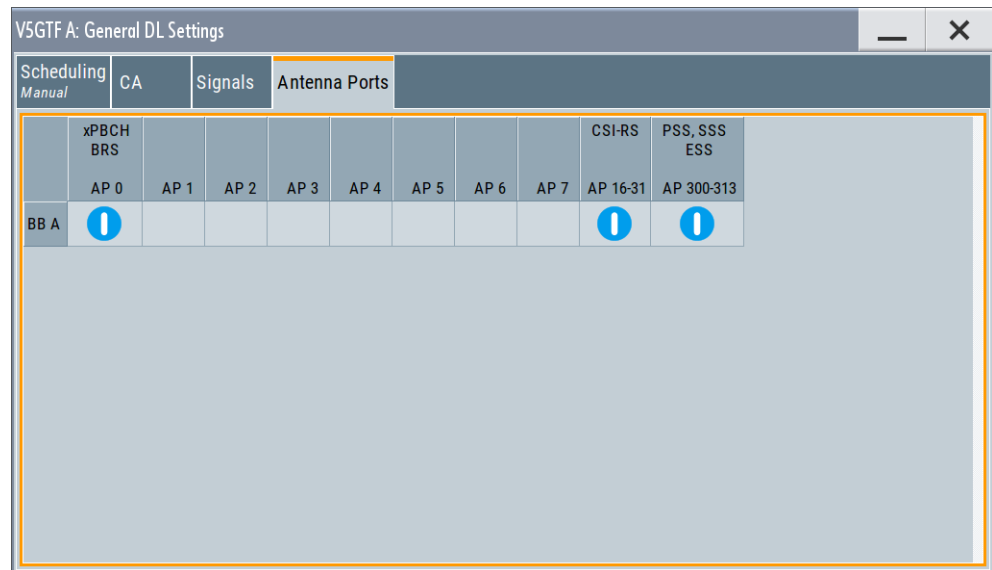 V5GTF A: General DL Settings
Scheduling
Manual
CA
Signals
Antenna Ports
xPBCH
BRS
CSI-RS
PSS, SSS
ESS
AP 0 AP 1 AP 2 AP 3 AP 4 AP 5 AP 6 AP 7 AP 16-31 AP 300-313
BB A